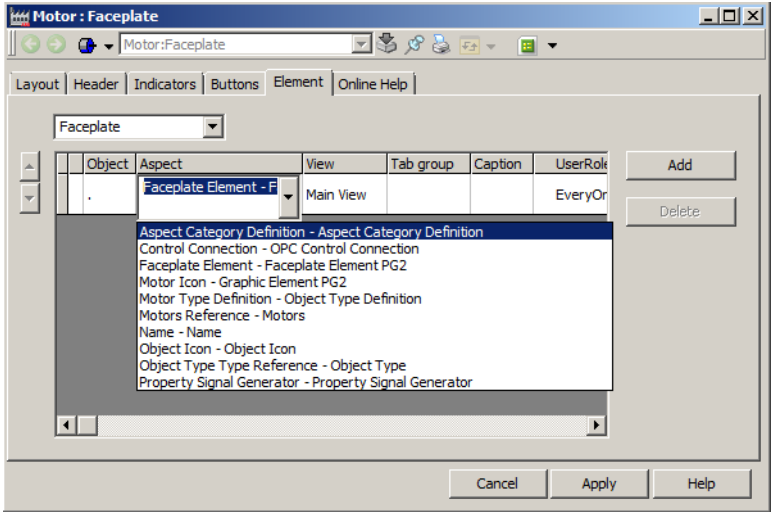 Motor : Faceplate
Motor:Faceplate
Layout Header Indicators Buttons Element Online Help
Faceplate
Object Aspect View Tab group Caption UserRole
. Faceplate Element - F Main View EveryOn
Add
Delete
Aspect Category Definition - Aspect Category Definition
Control Connection - OPC Control Connection
Faceplate Element - Faceplate Element PG2
Motor Icon - Graphic Element PG2
Motor Type Definition - Object Type Definition
Motors Reference - Motors
Name - Name
Object Icon - Object Icon
Object Type Type Reference - Object Type
Property Signal Generator - Property Signal Generator
Cancel Apply Help